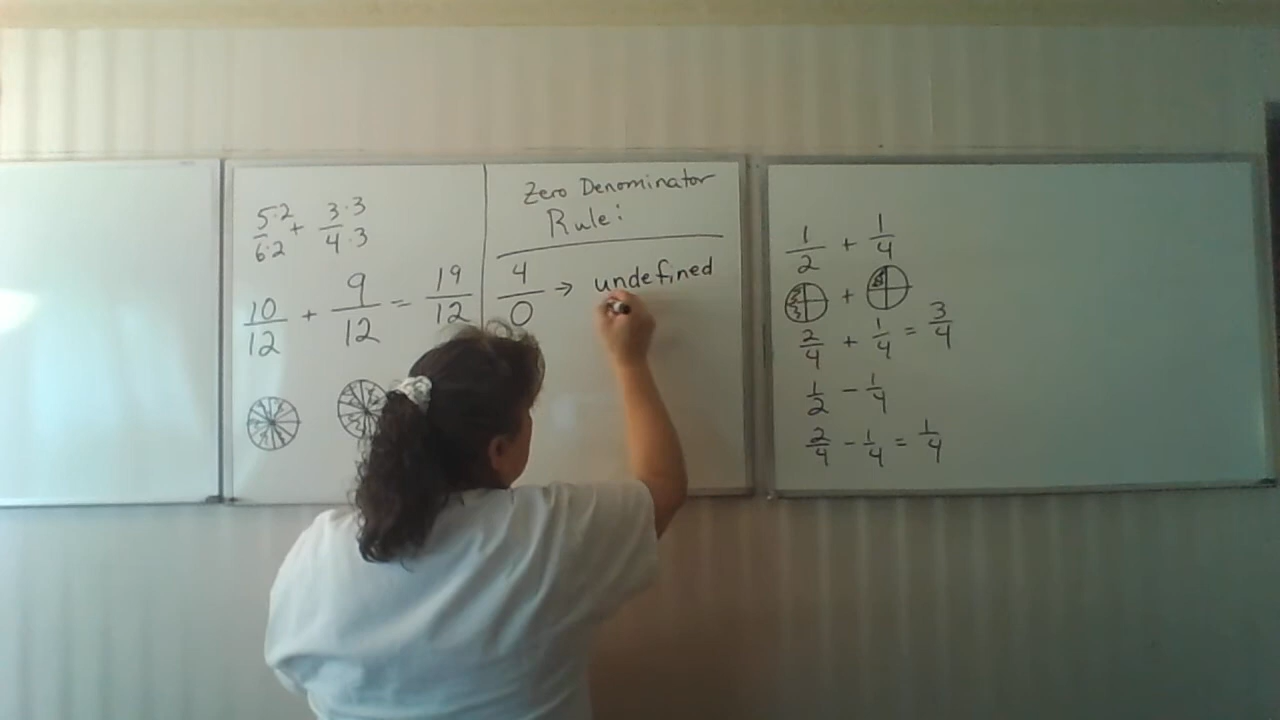 5·2/6·2 + 3·3/4·3
10/12 + 9/12 = 19/12
Zero Denominator
Rule:
4/0 → undefined
1/2 + 1/4
+
2/4 + 1/4 = 3/4
1/2 - 1/4
2/4 - 1/4 = 1/4